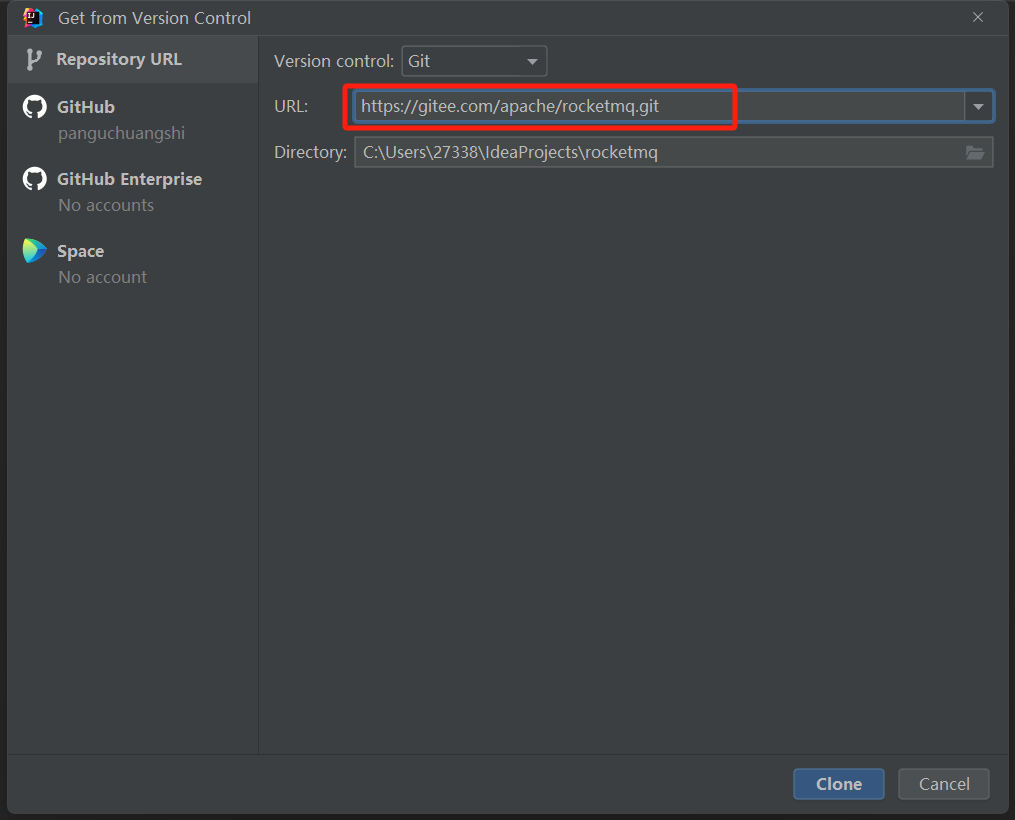 Get from Version Control
Repository URL
GitHub
panguchuangshi
GitHub Enterprise
No accounts
Space
No account
Version control: Git
URL: https://gitee.com/apache/rocketmq.git
Directory: C:\Users\27338\IdeaProjects\rocketmq
Clone Cancel